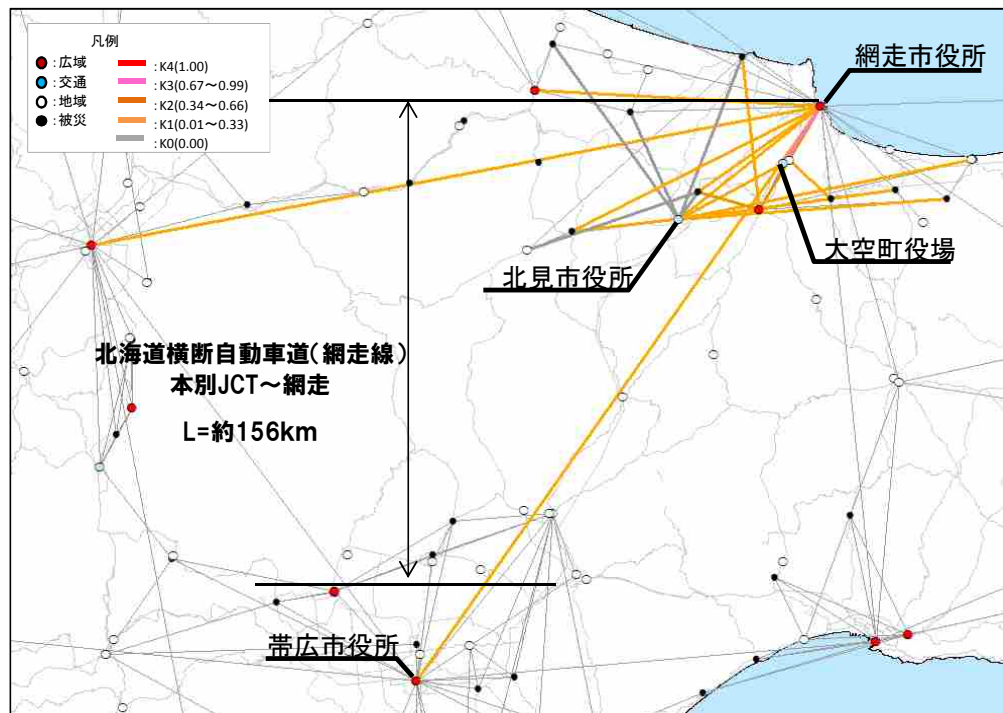 凡例
:広域
:交通
:地域
:被災
:K4(1.00)
:K3(0.67~0.99)
:K2(0.34~0.66)
:K1(0.01~0.33)
:K0(0.00)
網走市役所
大空町役場
北見市役所
北海道横断自動車道(網走線)
本別JCT~網走
L=約156km
帯広市役所